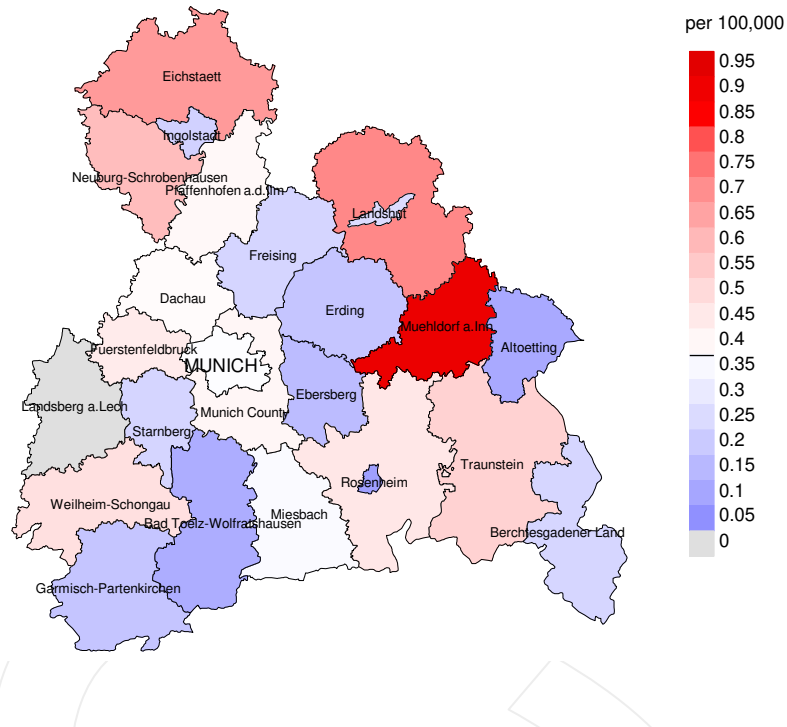 per 100,000
0.95
0.9
0.85
0.8
0.75
0.7
0.65
0.6
0.55
0.5
0.45
0.4
0.35
0.3
0.25
0.2
0.15
0.1
0.05
0
Eichstaett
Ingolstadt
Neuburg-Schrobenhausen
Pfaffenhofen a.d.Ilm
Landshut
Freising
Dachau
Erding
Muehldorf a.Inn
Altoetting
Fuerstenfeldbruck
MUNICH
Ebersberg
Landsberg a.Lech
Munich County
Starnberg
Traunstein
Rosenheim
Weilheim-Schongau
Miesbach
Bad Toelz-Wolfratshausen
Berchtesgadener Land
Garmisch-Partenkirchen